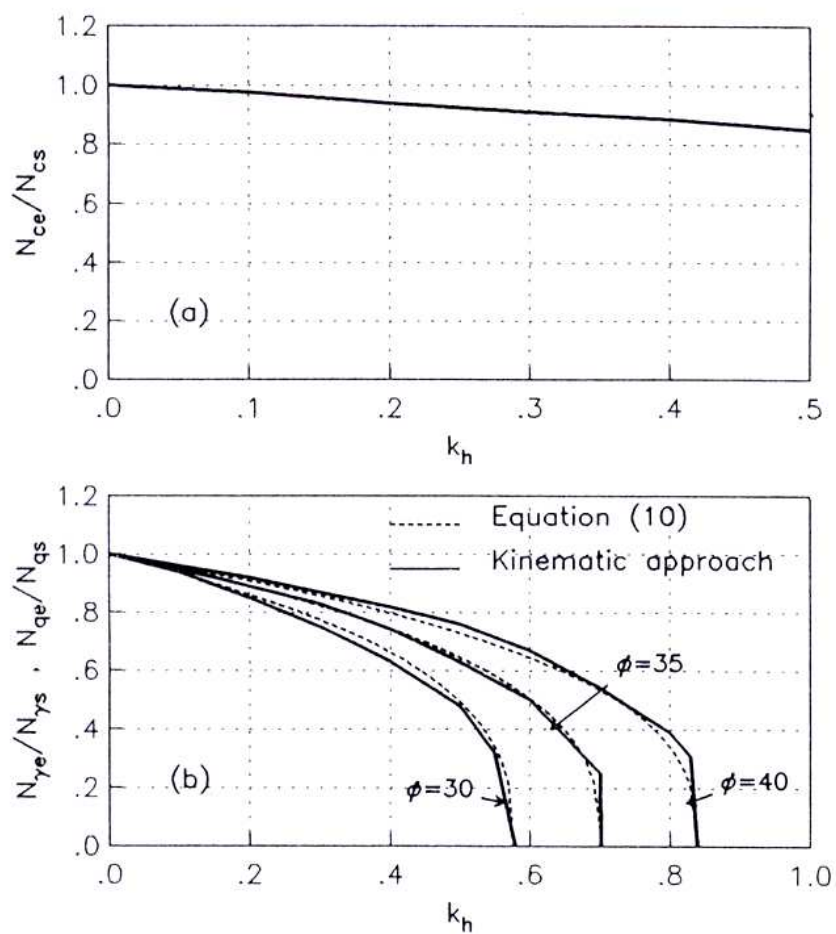 1.2
1.0
.8
.6
.4
.2
.0
N_ce/N_cs
(a)
.0 .1 .2 .3 .4 .5
k_h
1.2
1.0
.8
.6
.4
.2
.0
N_γe/N_γs , N_qe/N_qs
Equation (10)
Kinematic approach
ϕ=35
(b)
ϕ=30
ϕ=40
.0 .2 .4 .6 .8 1.0
k_h